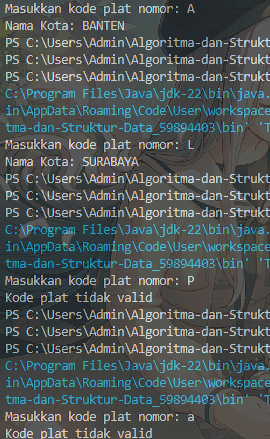 Masukkan kode plat nomor: A
Nama Kota: BANTEN
PS C:\Users\Admin\Algoritma-dan-Strukt
PS C:\Users\Admin\Algoritma-dan-Strukt
PS C:\Users\Admin\Algoritma-dan-Strukt
C:\Program Files\Java\jdk-22\bin\java.
in\AppData\Roaming\Code\User\workspace
tma-dan-Struktur-Data_59894403\bin' 'T
Masukkan kode plat nomor: L
Nama Kota: SURABAYA
PS C:\Users\Admin\Algoritma-dan-Strukt
PS C:\Users\Admin\Algoritma-dan-Strukt
PS C:\Users\Admin\Algoritma-dan-Strukt
C:\Program Files\Java\jdk-22\bin\java.
in\AppData\Roaming\Code\User\workspace
tma-dan-Struktur-Data_59894403\bin' 'T
Masukkan kode plat nomor: P
Kode plat tidak valid
PS C:\Users\Admin\Algoritma-dan-Strukt
PS C:\Users\Admin\Algoritma-dan-Strukt
C:\Program Files\Java\jdk-22\bin\java.
in\AppData\Roaming\Code\User\workspace
tma-dan-Struktur-Data_59894403\bin' 'T
Masukkan kode plat nomor: a
Kode plat tidak valid